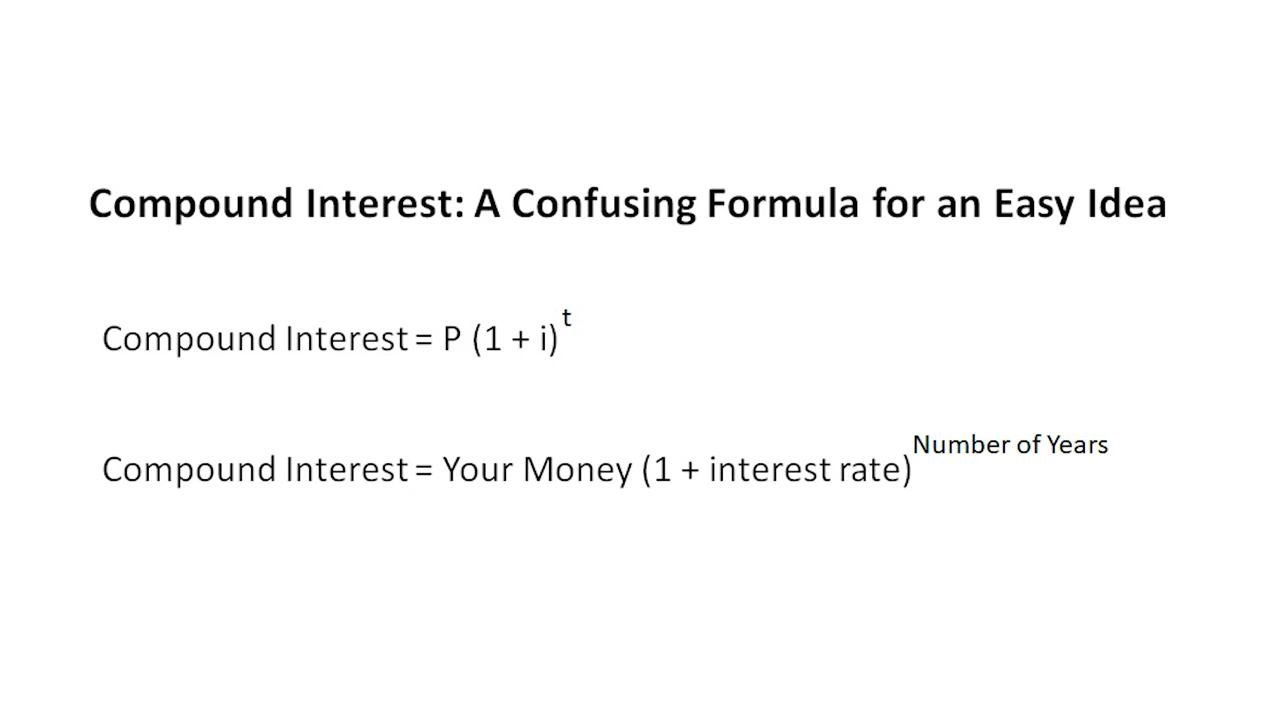 Compound Interest: A Confusing Formula for an Easy Idea
Compound Interest = P (1 + i)^t
Compound Interest = Your Money (1 + interest rate)^Number of Years